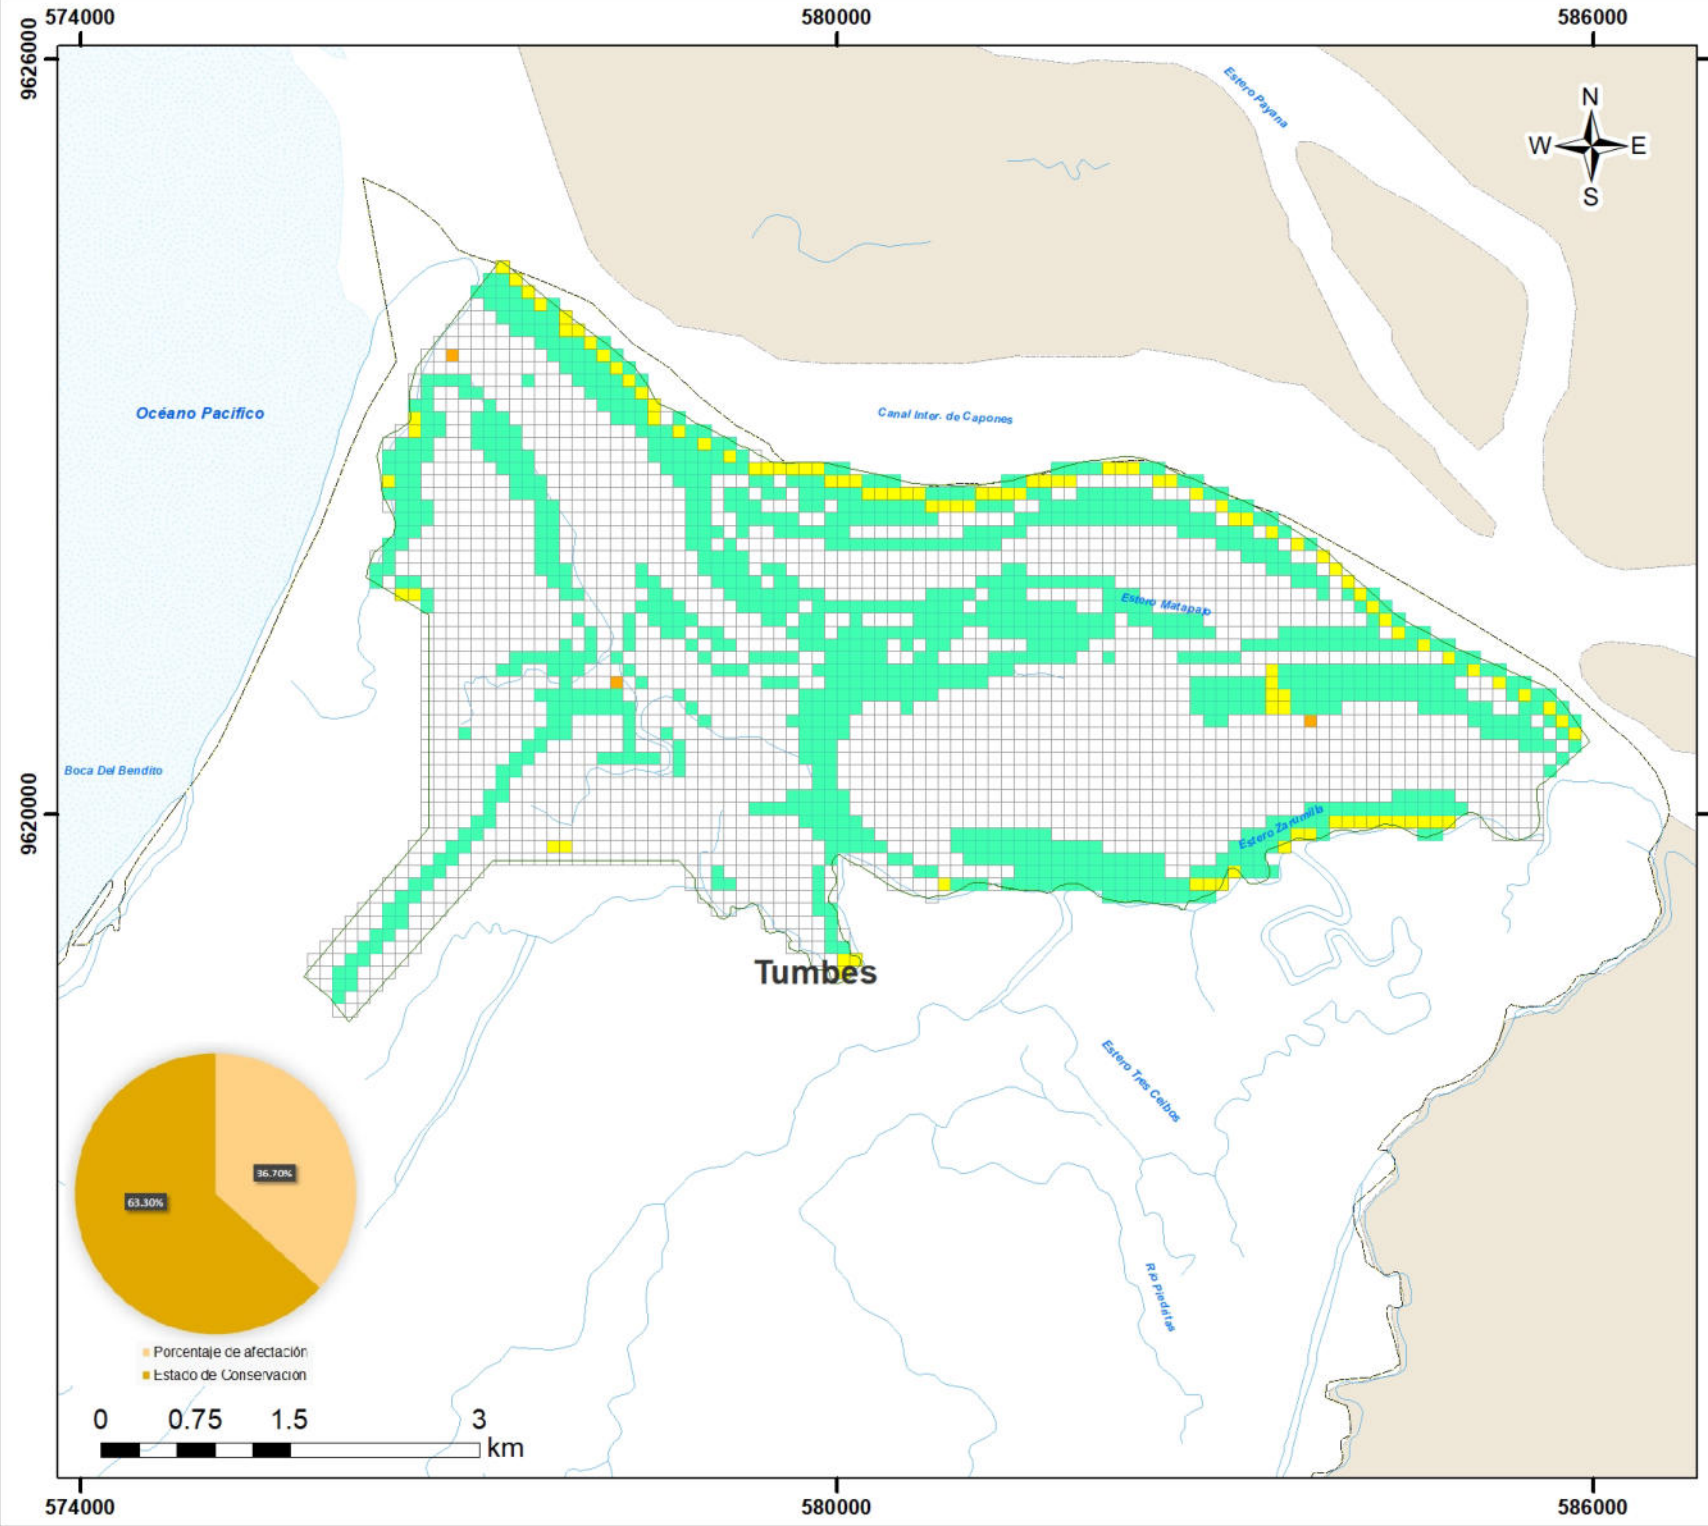 574000
580000
586000
9626000
Estero Payana
N
W
E
S
Océano Pacifico
Canal Inter. de Capones
Estero Matapajo
Boca Del Bendito
9620000
Estero Zarumilla
Tumbes
Estero Tres Ceibos
36.70%
63.30%
Río Piedritas
Porcentaje de afectación
Estado de Conservación
0
0.75
1.5
3
km
574000
580000
586000